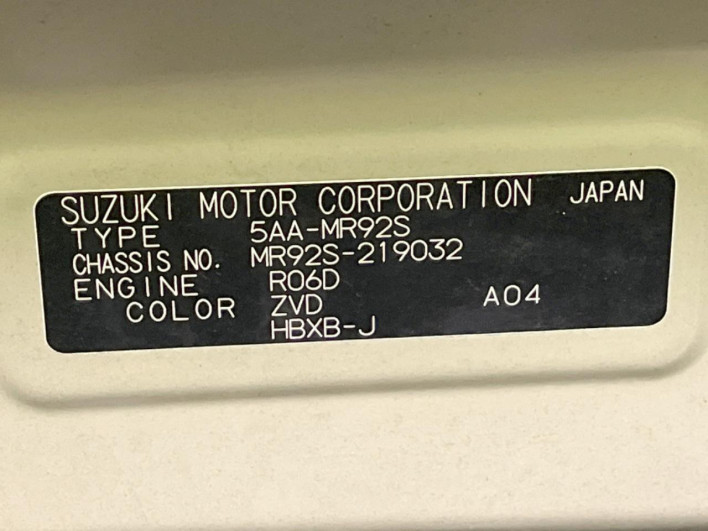 SUZUKI MOTOR CORPORATION JAPAN
TYPE 5AA-MR92S
CHASSIS NO. MR92S-219032
ENGINE R06D
COLOR ZVD A04
HBXB-J